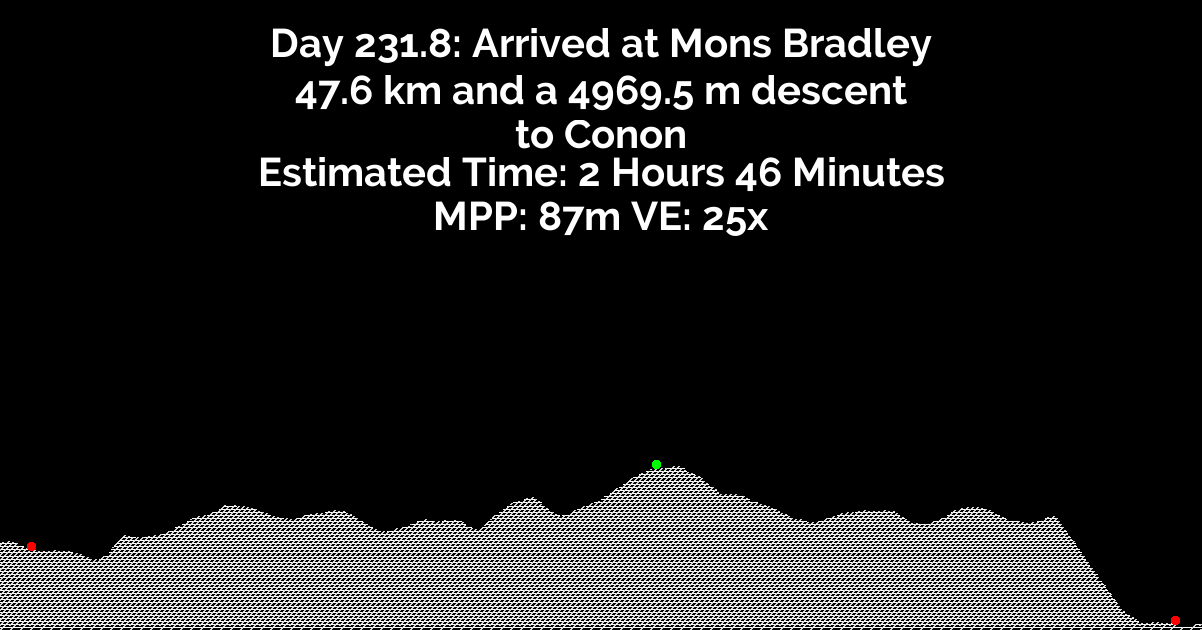 Day 231.8: Arrived at Mons Bradley
47.6 km and a 4969.5 m descent
to Conon
Estimated Time: 2 Hours 46 Minutes
MPP: 87m VE: 25x